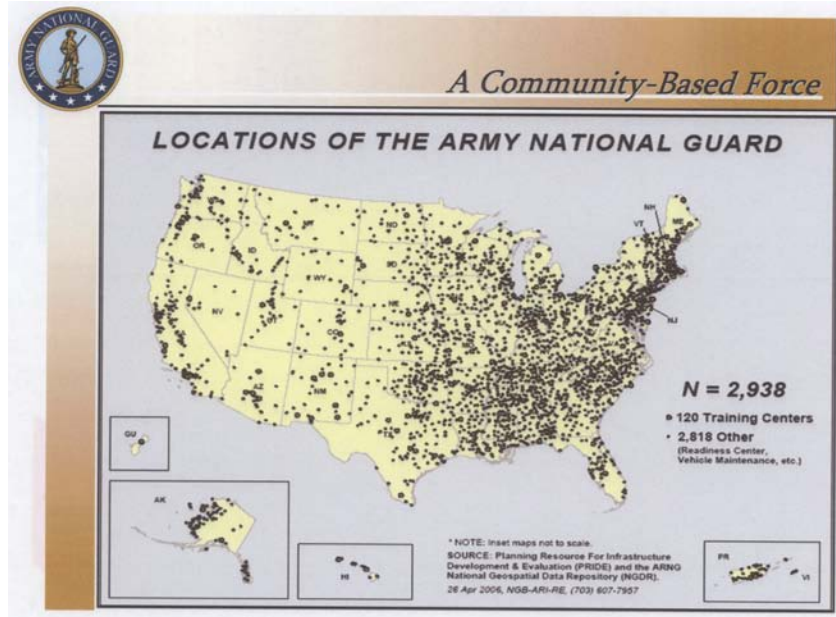 ARMY NATIONAL GUARD
A Community-Based Force
LOCATIONS OF THE ARMY NATIONAL GUARD
NH
VT
ME
ND
OR
ID
WY
NE
NV
CO
NJ
AZ
NM
N = 2,938
120 Training Centers
2,818 Other
(Readiness Center,
Vehicle Maintenance, etc.)
GU
AK
HI
* NOTE: Inset maps not to scale.
SOURCE: Planning Resource For Infrastructure
Development & Evaluation (PRIDE) and the ARNG
National Geospatial Data Repository (NGDR).
26 Apr 2006, NGB-ARI-RE, (703) 607-7957
PR
VI